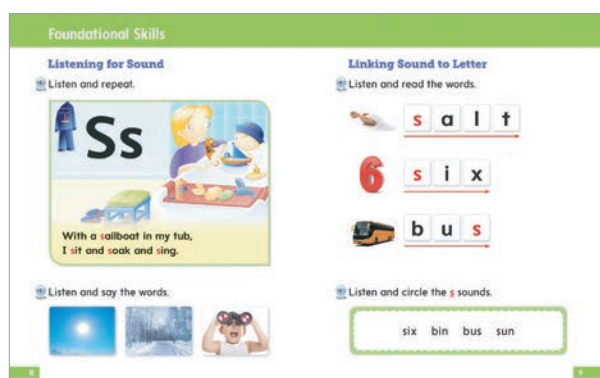 Foundational Skills
Listening for Sound
Listen and repeat.
Ss
With a sailboat in my tub,
I sit and soak and sing.
Listen and say the words.
8
Linking Sound to Letter
Listen and read the words.
s a l t
6
s i x
b u s
Listen and circle the s sounds.
six bin bus sun
9